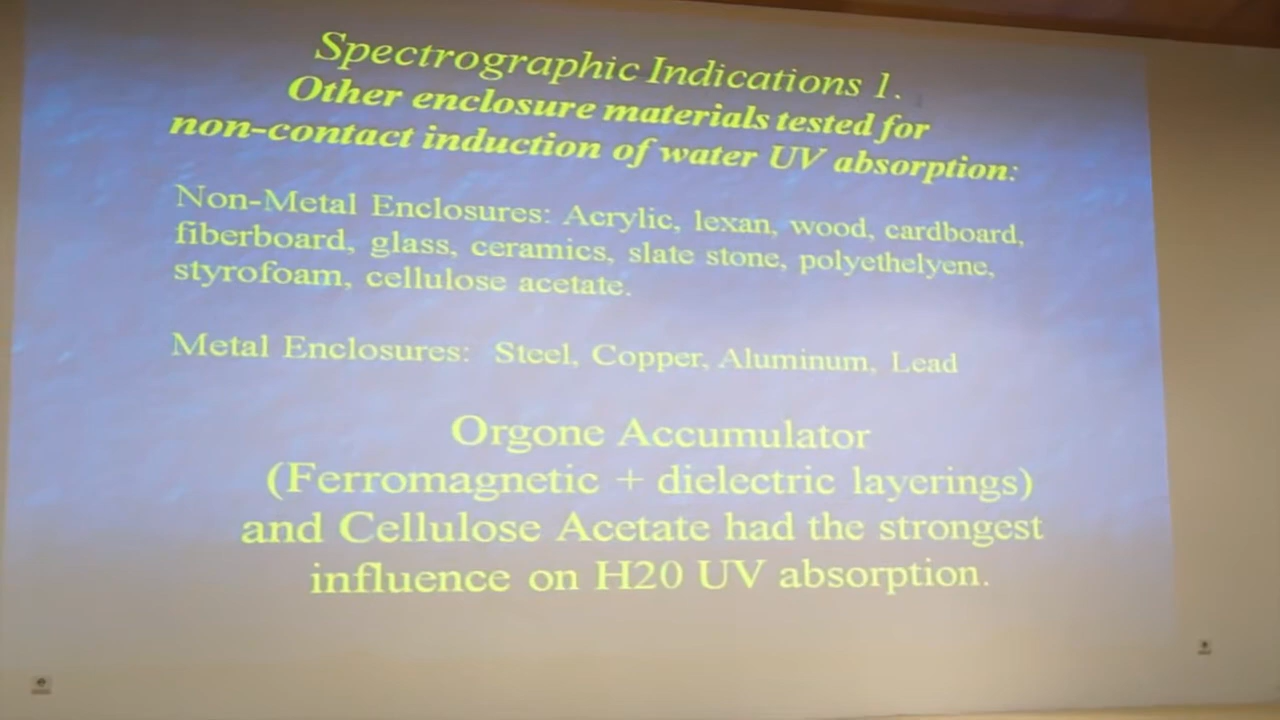 Spectrographic Indications 1.
Other enclosure materials tested for
non-contact induction of water UV absorption:
Non-Metal Enclosures: Acrylic, lexan, wood, cardboard,
fiberboard, glass, ceramics, slate stone, polyethelyene,
styrofoam, cellulose acetate.
Metal Enclosures: Steel, Copper, Aluminum, Lead
Orgone Accumulator
(Ferromagnetic + dielectric layerings)
and Cellulose Acetate had the strongest
influence on H20 UV absorption.